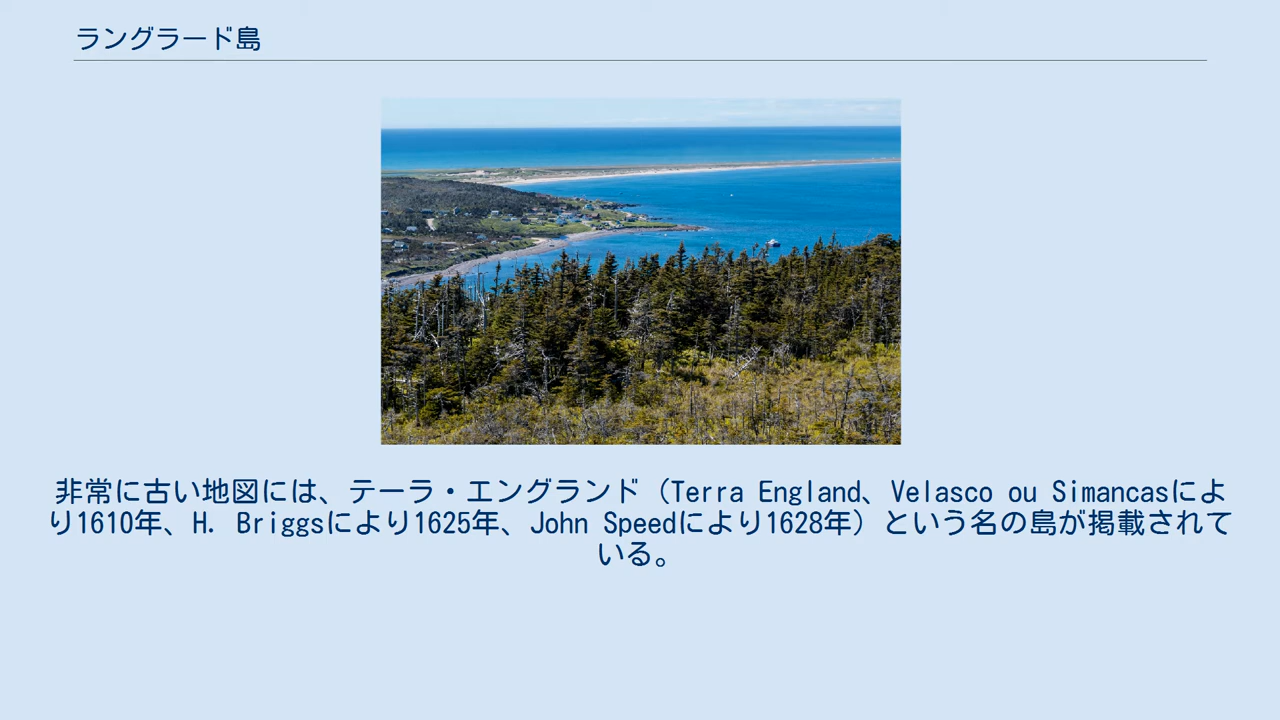 ラングラード島
非常に古い地図には、テーラ・エングランド（Terra England、Velasco ou Simancasによ
り1610年、H. Briggsにより1625年、John Speedにより1628年）という名の島が掲載されて
いる。